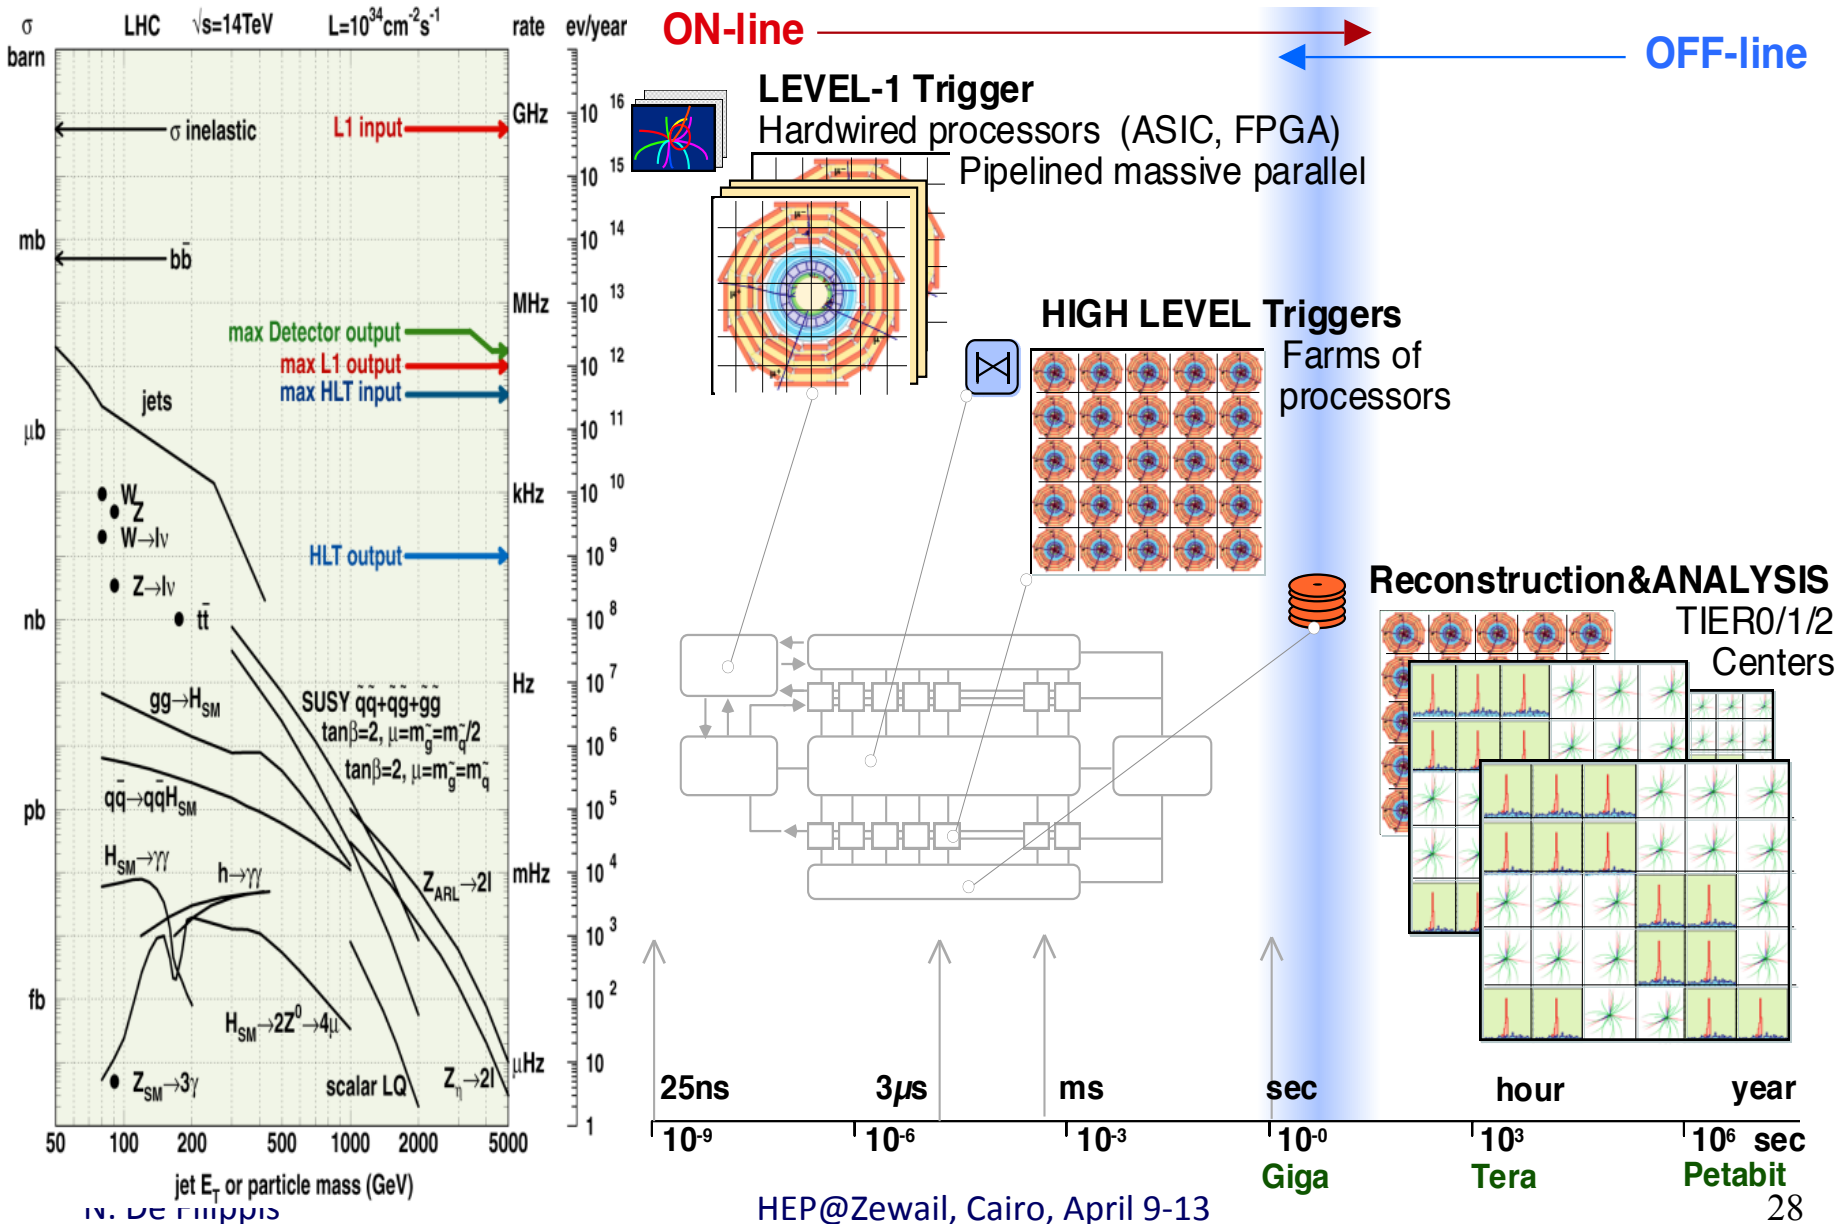 σ LHC √s=14TeV L=10³⁴cm⁻²s⁻¹ rate ev/year
barn
GHz
σ inelastic
L1 input
mb
bb̄
MHz
max Detector output
max L1 output
max HLT input
jets
μb
kHz
W
Z
W→lν
HLT output
Z→lν
nb
tt̄
Hz
gg→H_SM
SUSY q̃q̃+q̃g̃+g̃g̃
tanβ=2, μ=m_g̃=m_q̃/2
tanβ=2, μ=m_g̃=m_q̃
qq̄→qq̄H_SM
pb
H_SM→γγ
h→γγ
mHz
Z_ARL→2l
fb
H_SM→2Z⁰→4μ
μHz
Z_SM→3γ
scalar LQ
Z_η→2l
10¹⁶
10¹⁵
10¹⁴
10¹³
10¹²
10¹¹
10¹⁰
10⁹
10⁸
10⁷
10⁶
10⁵
10⁴
10³
10²
10
1
50 100 200 500 1000 2000 5000
jet E_T or particle mass (GeV)
ON-line
OFF-line
LEVEL-1 Trigger
Hardwired processors (ASIC, FPGA)
Pipelined massive parallel
HIGH LEVEL Triggers
Farms of
processors
Reconstruction&ANALYSIS
TIER0/1/2
Centers
25ns 3μs ms sec hour year
10⁻⁹ 10⁻⁶ 10⁻³ 10⁻⁰ 10³ 10⁶ sec
Giga Tera Petabit
N. De Filippis
HEP@Zewail, Cairo, April 9-13
28